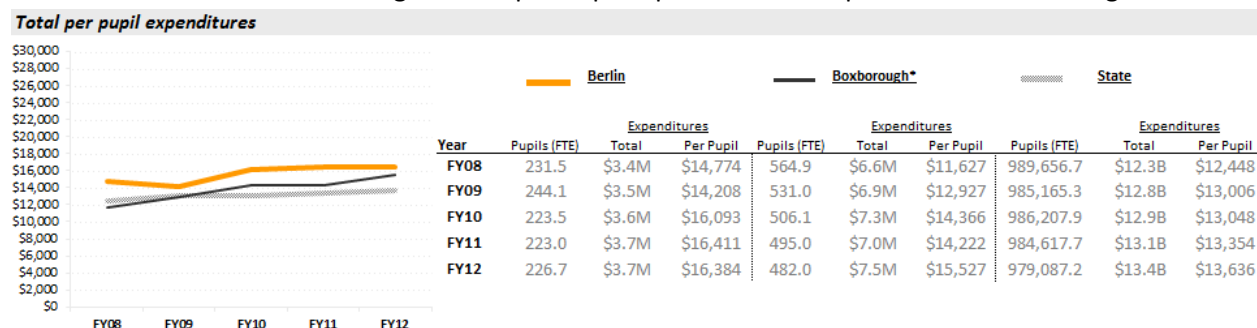 Total per pupil expenditures
$30,000
$28,000
$26,000
$24,000
$22,000
$20,000
$18,000
$16,000
$14,000
$12,000
$10,000
$8,000
$6,000
$4,000
$2,000
$0
FY08 FY09 FY10 FY11 FY12
Berlin Boxborough* State
Expenditures Expenditures Expenditures
Year Pupils (FTE) Total Per Pupil Pupils (FTE) Total Per Pupil Pupils (FTE) Total Per Pupil
FY08 231.5 $3.4M $14,774 564.9 $6.6M $11,627 989,656.7 $12.3B $12,448
FY09 244.1 $3.5M $14,208 531.0 $6.9M $12,927 985,165.3 $12.8B $13,006
FY10 223.5 $3.6M $16,093 506.1 $7.3M $14,366 986,207.9 $12.9B $13,048
FY11 223.0 $3.7M $16,411 495.0 $7.0M $14,222 984,617.7 $13.1B $13,354
FY12 226.7 $3.7M $16,384 482.0 $7.5M $15,527 979,087.2 $13.4B $13,636